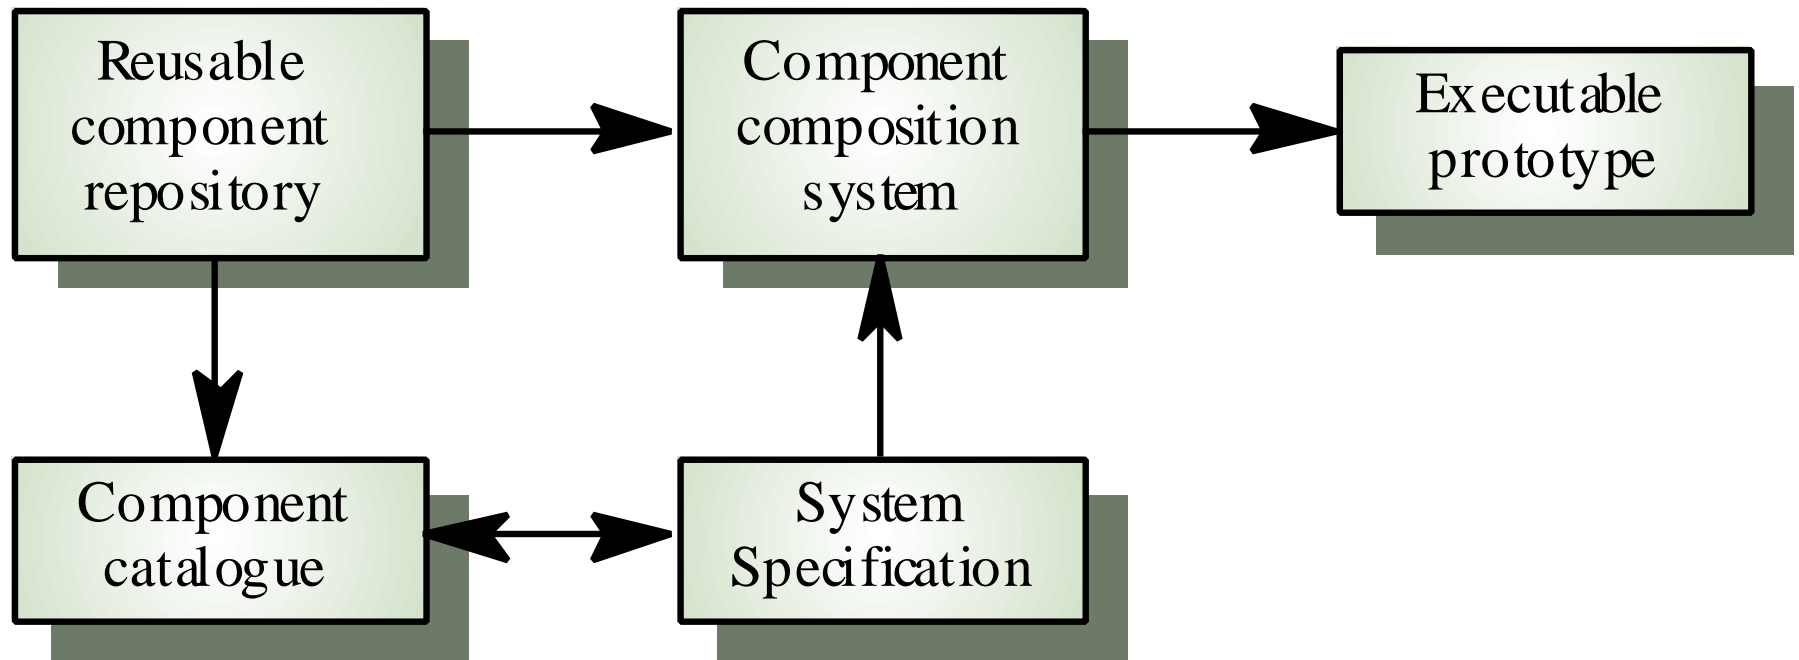 Reusable
component
repository
Component
composition
system
Executable
prototype
Component
catalogue
System
Specification